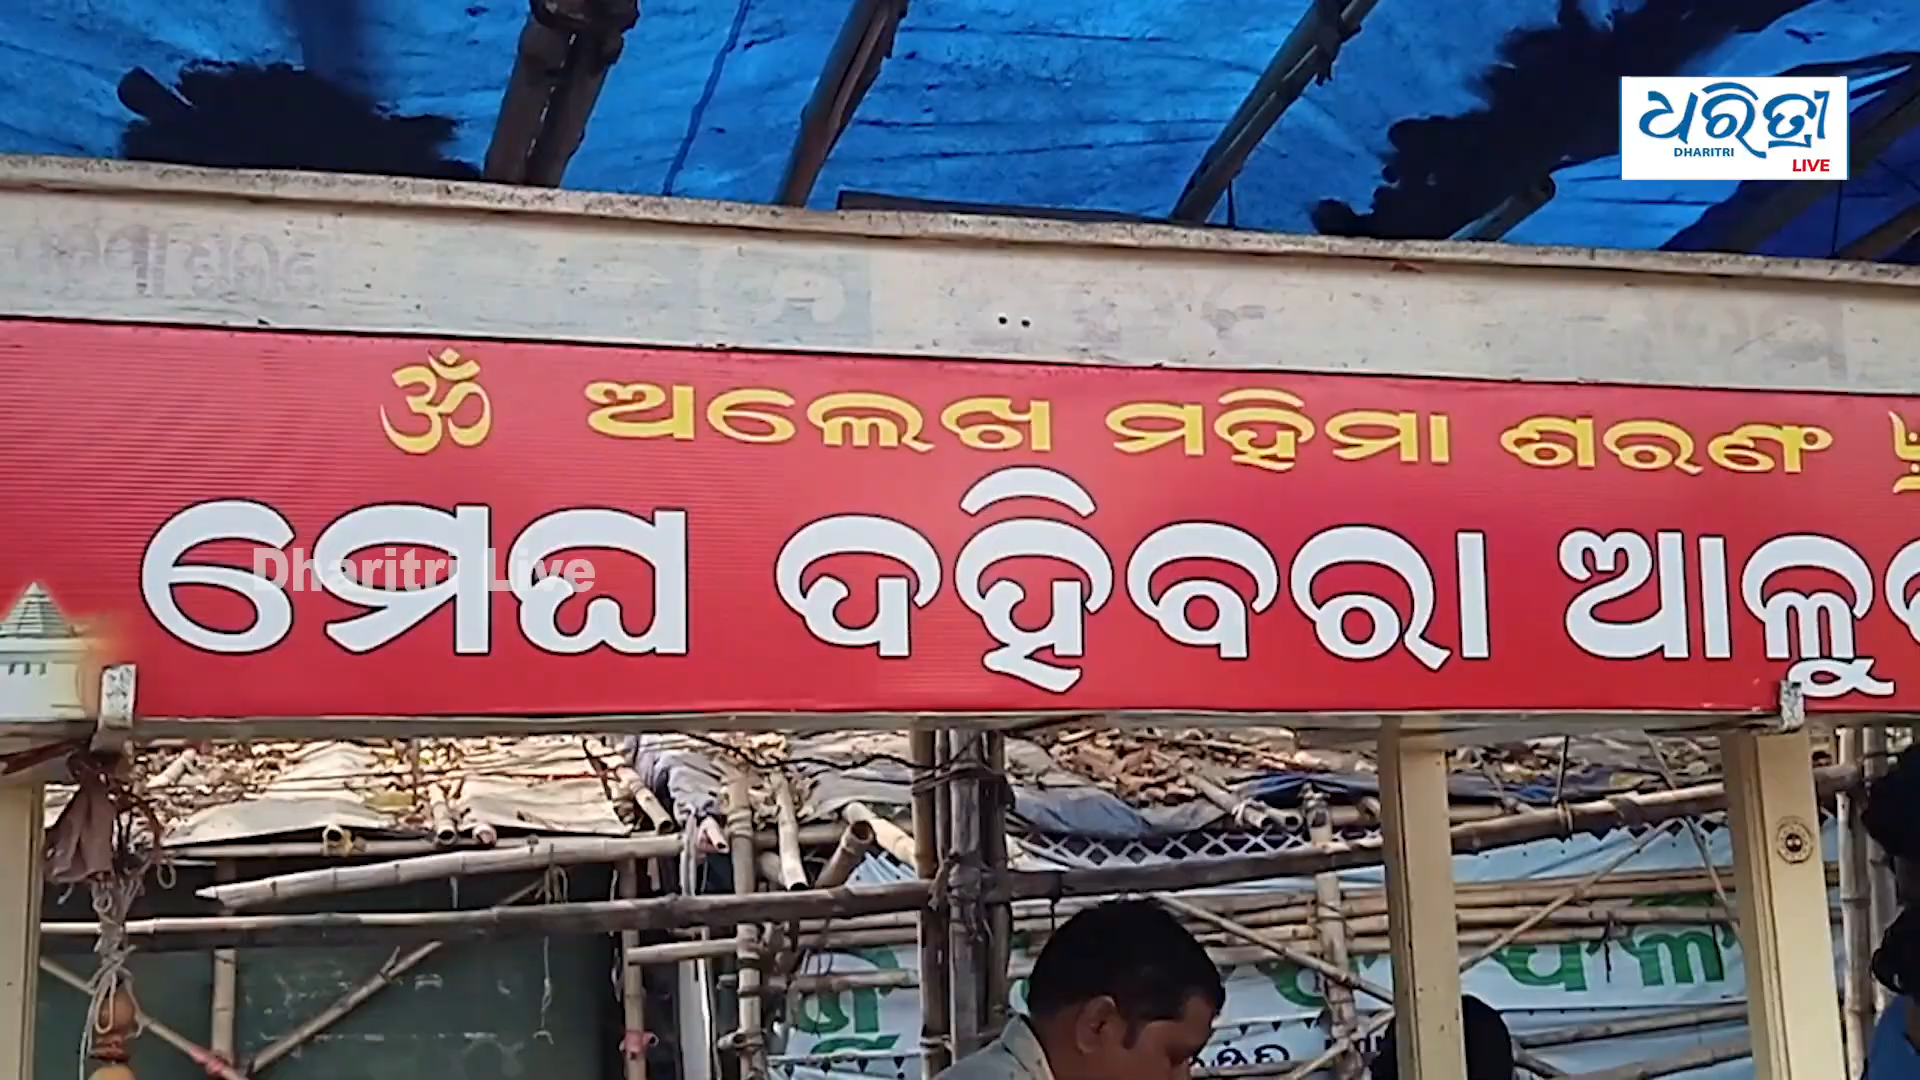 ଧରିତ୍ରୀ
DHARITRI
LIVE
ॐ ଅଲେଖ ମହିମା ଶରଣଂ
ମେଘ ଦହିବରା ଆଳୁ
Dharitri Live